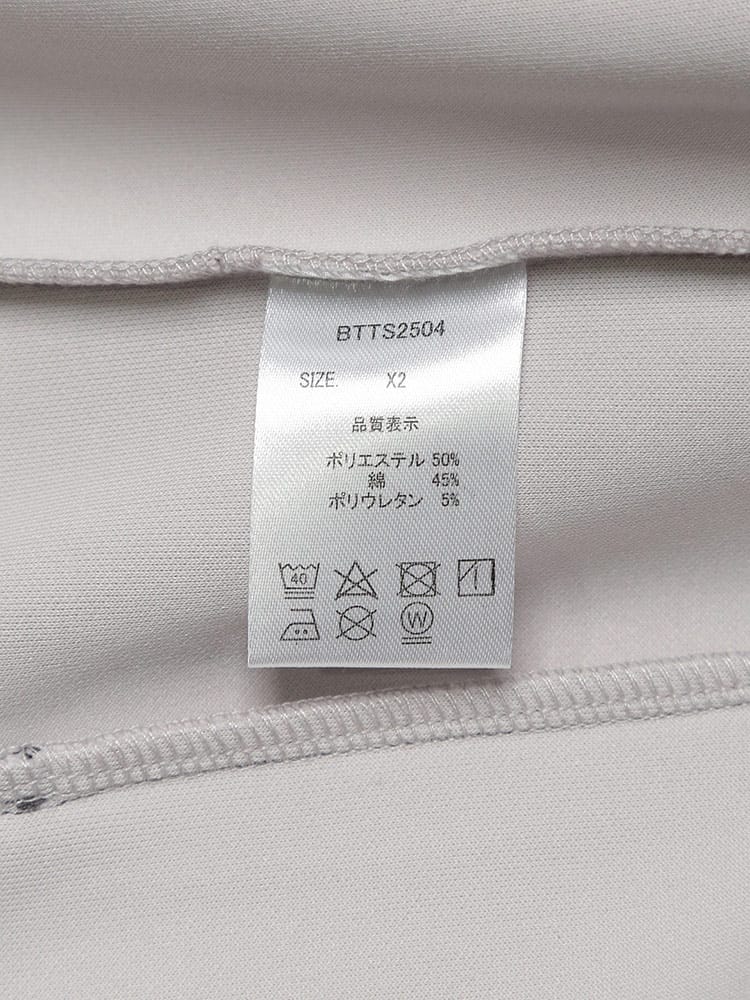 BTTS2504
SIZE. X2
品質表示
ポリエステル 50%
綿 45%
ポリウレタン 5%
40
W